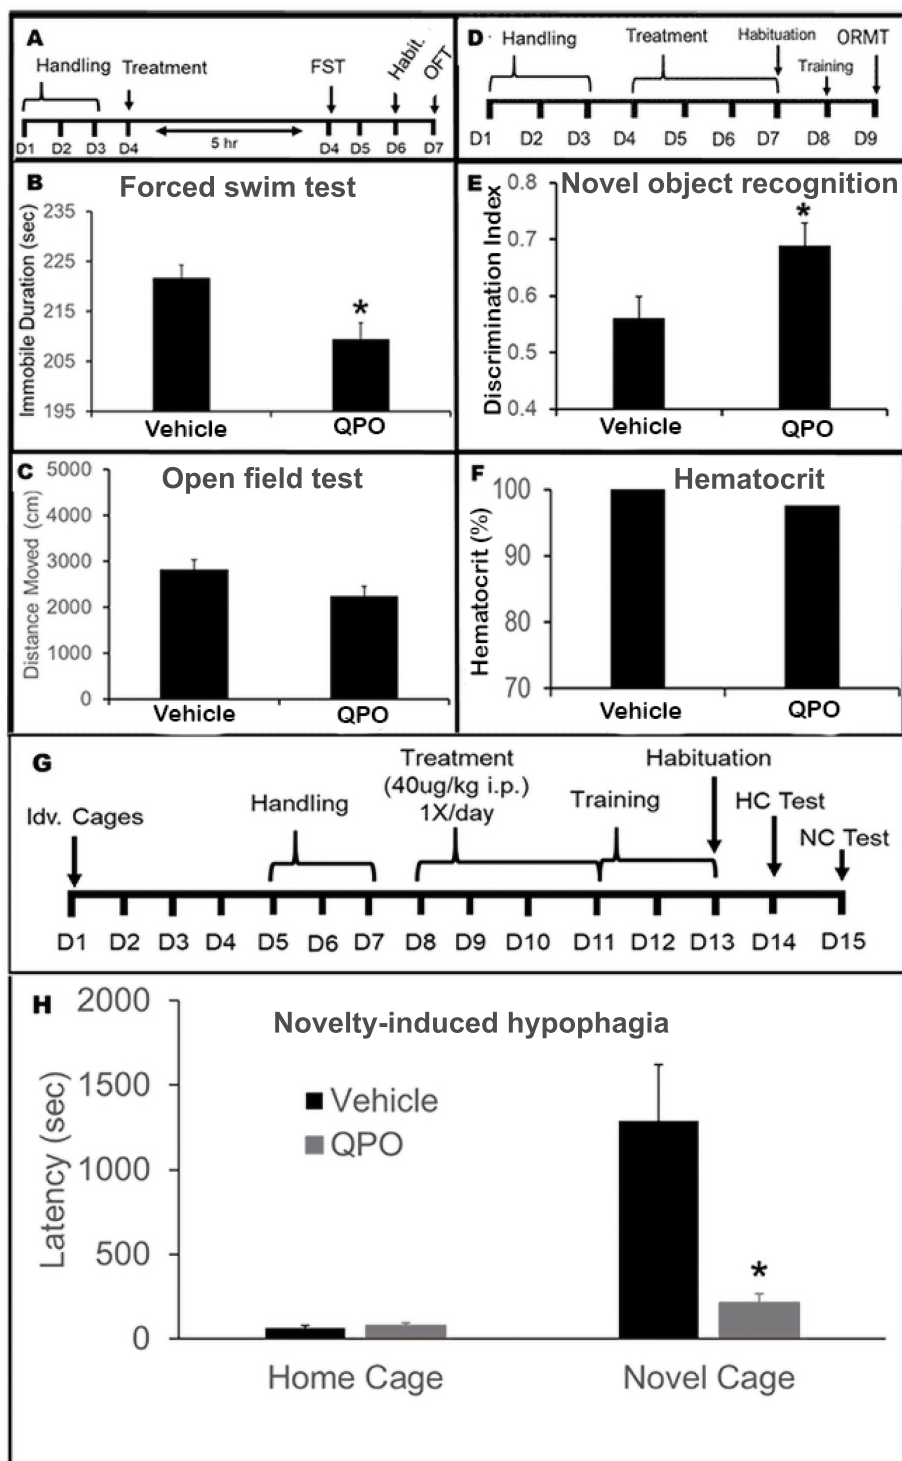 A
Handling
Treatment
FST
Habit.
OFT
5 hr
D1 D2 D3 D4 D4 D5 D6 D7
D
Handling
Treatment
Habituation
ORMT
Training
D1 D2 D3 D4 D5 D6 D7 D8 D9
B
Forced swim test
Immobile Duration (sec)
235
225
215
205
195
*
Vehicle QPO
E
Novel object recognition
Discrimination Index
0.8
0.7
0.6
0.5
0.4
*
Vehicle QPO
C
Open field test
Distance Moved (cm)
5000
4000
3000
2000
1000
0
Vehicle QPO
F
Hematocrit
Hematocrit (%)
100
90
80
70
Vehicle QPO
G
Idv. Cages
Handling
Treatment
(40ug/kg i.p.)
1X/day
Training
Habituation
HC Test
NC Test
D1 D2 D3 D4 D5 D6 D7 D8 D9 D10 D11 D12 D13 D14 D15
H
Novelty-induced hypophagia
Latency (sec)
2000
1500
1000
500
0
Vehicle
QPO
*
Home Cage Novel Cage